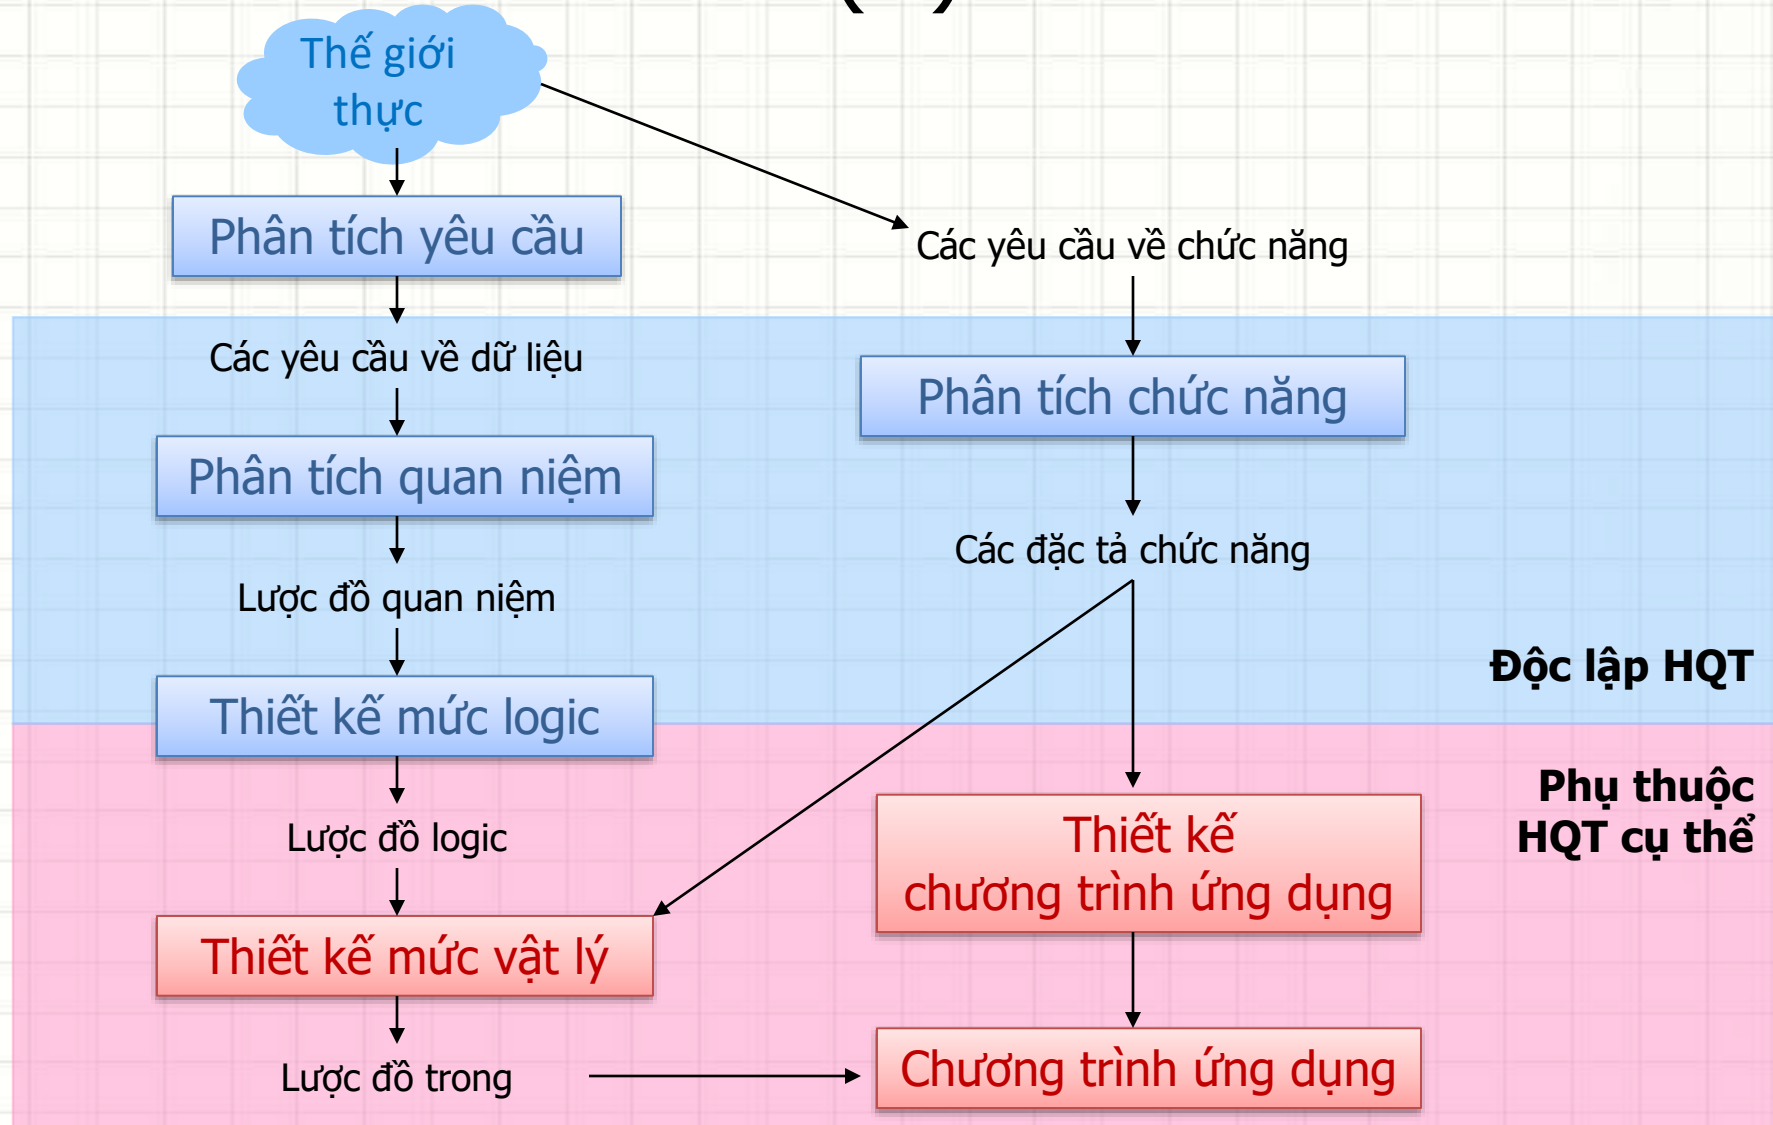 Thế giới
thực
Phân tích yêu cầu
Các yêu cầu về chức năng
Các yêu cầu về dữ liệu
Phân tích chức năng
Phân tích quan niệm
Các đặc tả chức năng
Lược đồ quan niệm
Độc lập HQT
Thiết kế mức logic
Phụ thuộc
HQT cụ thể
Lược đồ logic
Thiết kế
chương trình ứng dụng
Thiết kế mức vật lý
Lược đồ trong
Chương trình ứng dụng